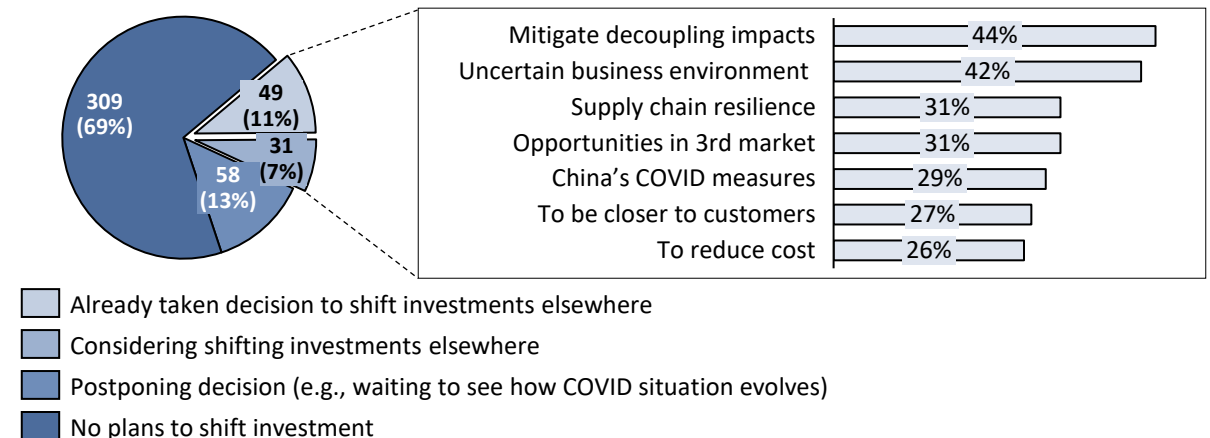 309
(69%)
49
(11%)
31
(7%)
58
(13%)
Mitigate decoupling impacts 44%
Uncertain business environment 42%
Supply chain resilience 31%
Opportunities in 3rd market 31%
China’s COVID measures 29%
To be closer to customers 27%
To reduce cost 26%
Already taken decision to shift investments elsewhere
Considering shifting investments elsewhere
Postponing decision (e.g., waiting to see how COVID situation evolves)
No plans to shift investment